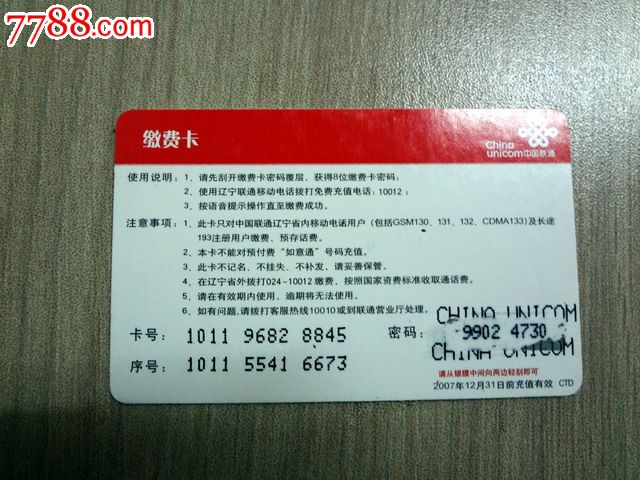 7788.com
缴费卡
China
unicom中国联通
使用说明：1、请先刮开缴费卡密码覆层，获得8位缴费卡密码；
2、使用辽宁联通移动电话拨打免费充值电话：10012；
3、按语音提示操作直至缴费成功。
注意事项：1、此卡只对中国联通辽宁省内移动电话用户（包括GSM130、131、132、CDMA133)及长途
193注册用户缴费、预存话费。
2、本卡不能对预付费“如意通”号码充值。
3、此卡不记名、不挂失、不补发，请妥善保管。
4、在辽宁省外拨打024-10012缴费，按照国家资费标准收取通话费。
5、请在有效期内使用，逾期将无法使用。
6、如有问题,请拨打客服热线10010或到联通营业厅处理。
CHINA UNICOM
卡号：1011 9682 8845 密码：9902 4730
CHINA UNICOM
序号：1011 5541 6673
请从银膜中间向两边轻刮即可
2007年12月31日前充值有效 CTD